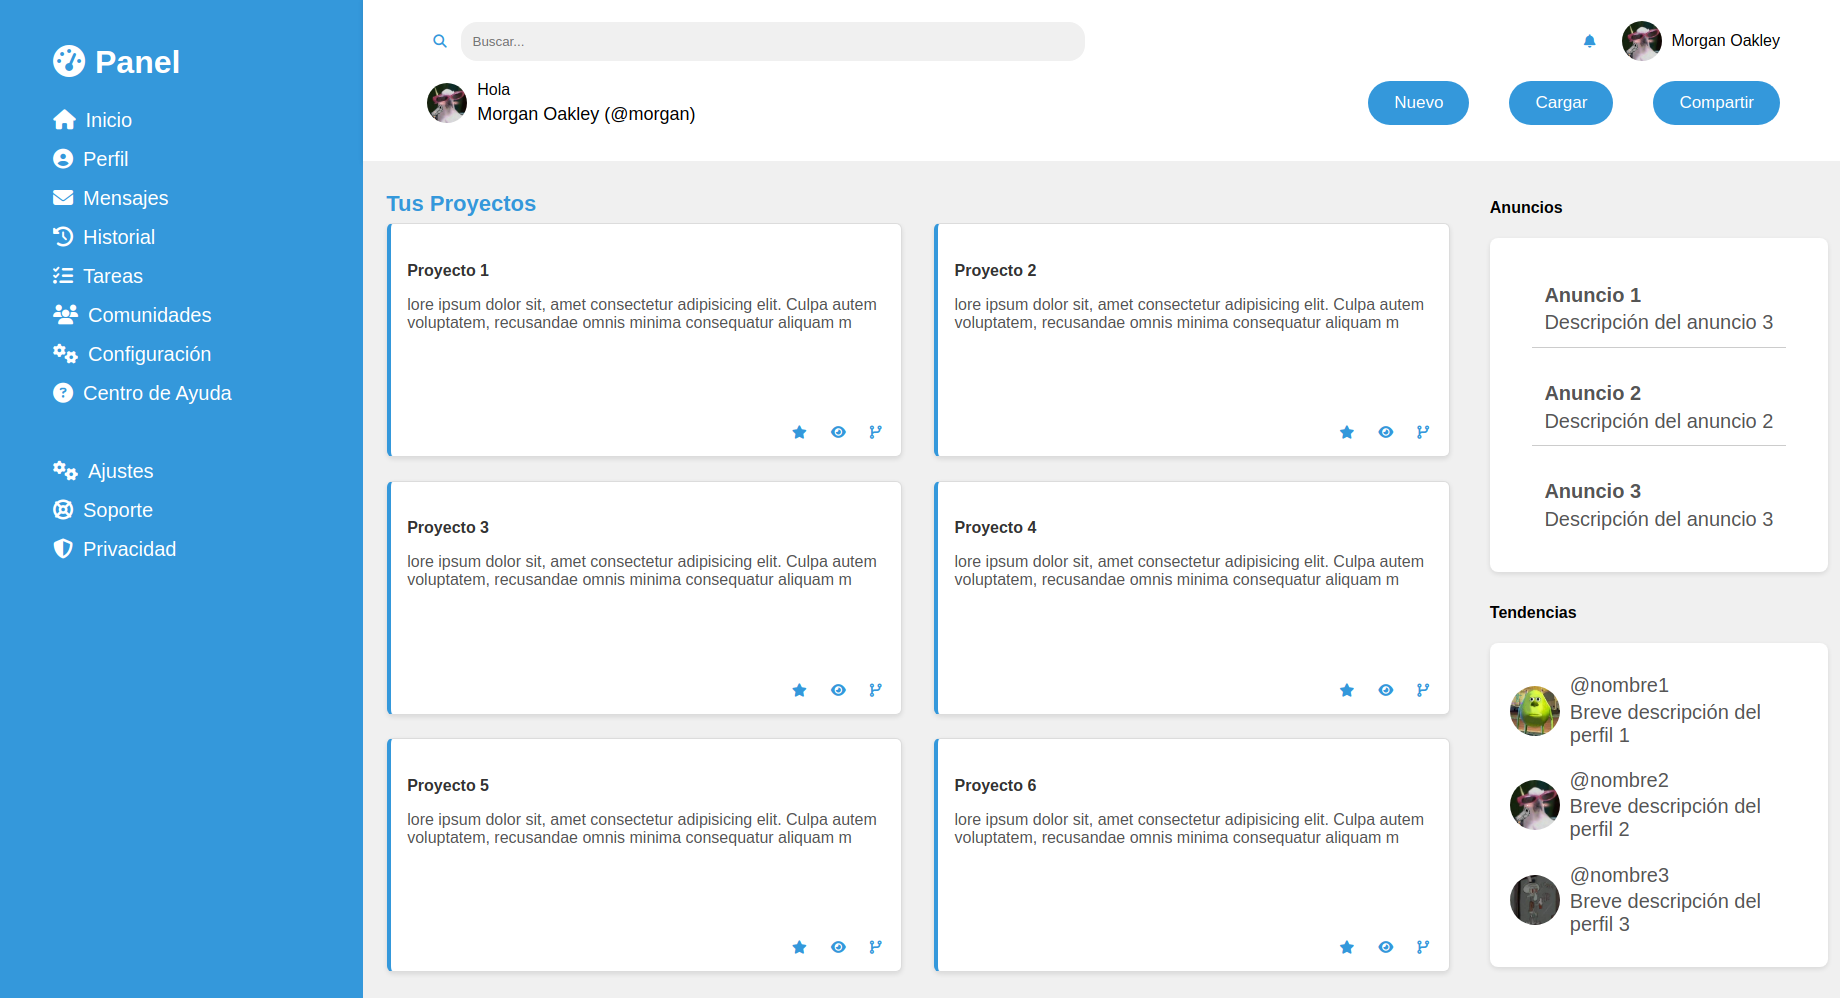 Panel
Inicio
Perfil
Mensajes
Historial
Tareas
Comunidades
Configuración
Centro de Ayuda
Ajustes
Soporte
Privacidad
Buscar...
Morgan Oakley
Hola
Morgan Oakley (@morgan)
Nuevo
Cargar
Compartir
Tus Proyectos
Proyecto 1
lore ipsum dolor sit, amet consectetur adipisicing elit. Culpa autem
voluptatem, recusandae omnis minima consequatur aliquam m
Proyecto 2
lore ipsum dolor sit, amet consectetur adipisicing elit. Culpa autem
voluptatem, recusandae omnis minima consequatur aliquam m
Proyecto 3
lore ipsum dolor sit, amet consectetur adipisicing elit. Culpa autem
voluptatem, recusandae omnis minima consequatur aliquam m
Proyecto 4
lore ipsum dolor sit, amet consectetur adipisicing elit. Culpa autem
voluptatem, recusandae omnis minima consequatur aliquam m
Proyecto 5
lore ipsum dolor sit, amet consectetur adipisicing elit. Culpa autem
voluptatem, recusandae omnis minima consequatur aliquam m
Proyecto 6
lore ipsum dolor sit, amet consectetur adipisicing elit. Culpa autem
voluptatem, recusandae omnis minima consequatur aliquam m
Anuncios
Anuncio 1
Descripción del anuncio 3
Anuncio 2
Descripción del anuncio 2
Anuncio 3
Descripción del anuncio 3
Tendencias
@nombre1
Breve descripción del
perfil 1
@nombre2
Breve descripción del
perfil 2
@nombre3
Breve descripción del
perfil 3